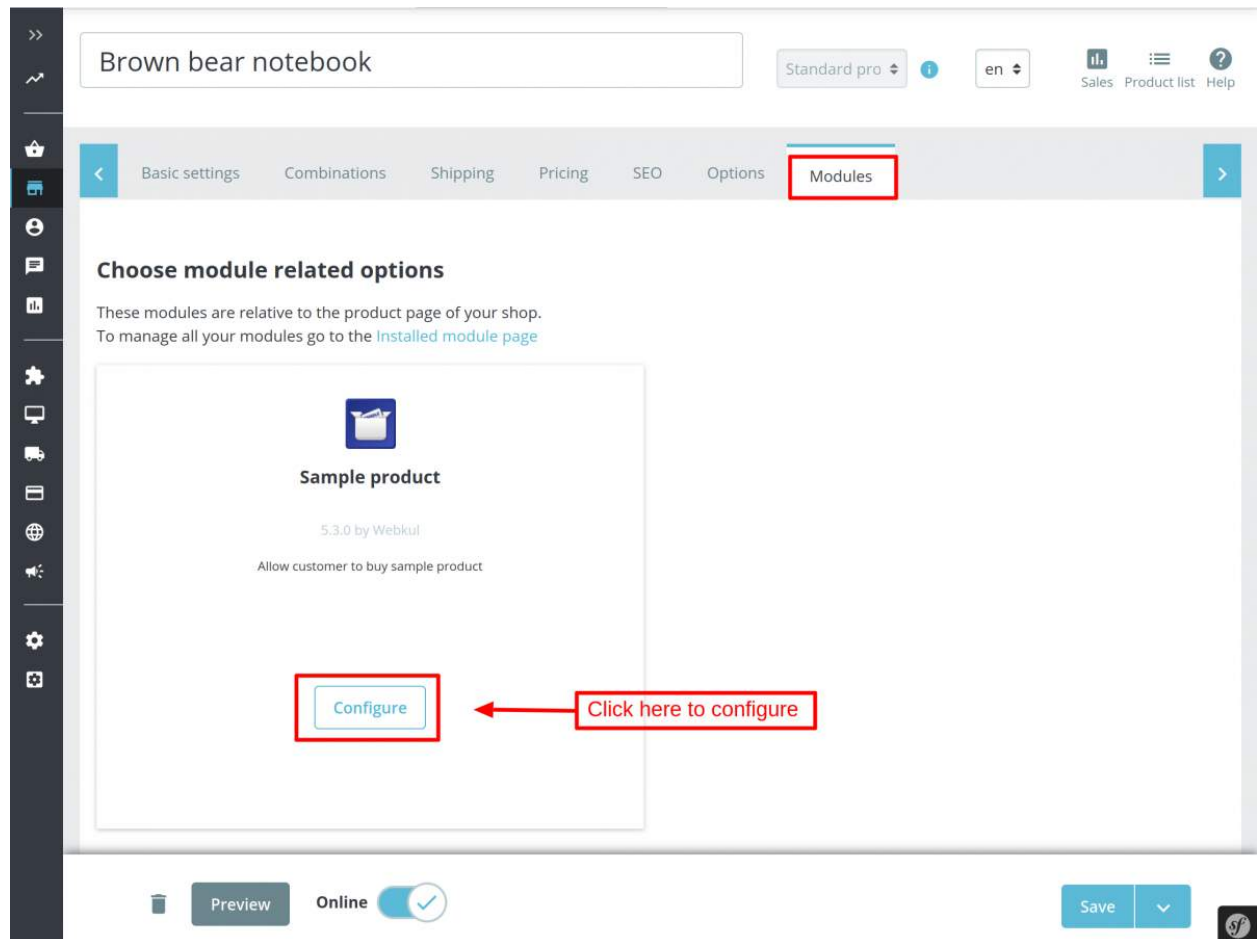 Brown bear notebook
Standard pro
en
Sales Product list Help
Basic settings Combinations Shipping Pricing SEO Options Modules
Choose module related options
These modules are relative to the product page of your shop.
To manage all your modules go to the Installed module page
Sample product
5.3.0 by Webkul
Allow customer to buy sample product
Configure
Click here to configure
Preview Online Save
sf